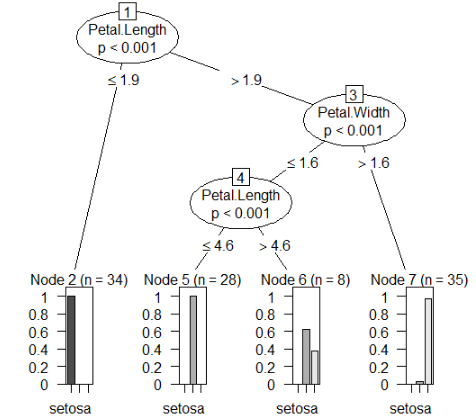 1
Petal.Length
p < 0.001
≤ 1.9
> 1.9
3
Petal.Width
p < 0.001
≤ 1.6
> 1.6
4
Petal.Length
p < 0.001
≤ 4.6
> 4.6
Node 2 (n = 34)
Node 5 (n = 28)
Node 6 (n = 8)
Node 7 (n = 35)
1
0.8
0.6
0.4
0.2
0
1
0.8
0.6
0.4
0.2
0
1
0.8
0.6
0.4
0.2
0
1
0.8
0.6
0.4
0.2
0
setosa
setosa
setosa
setosa